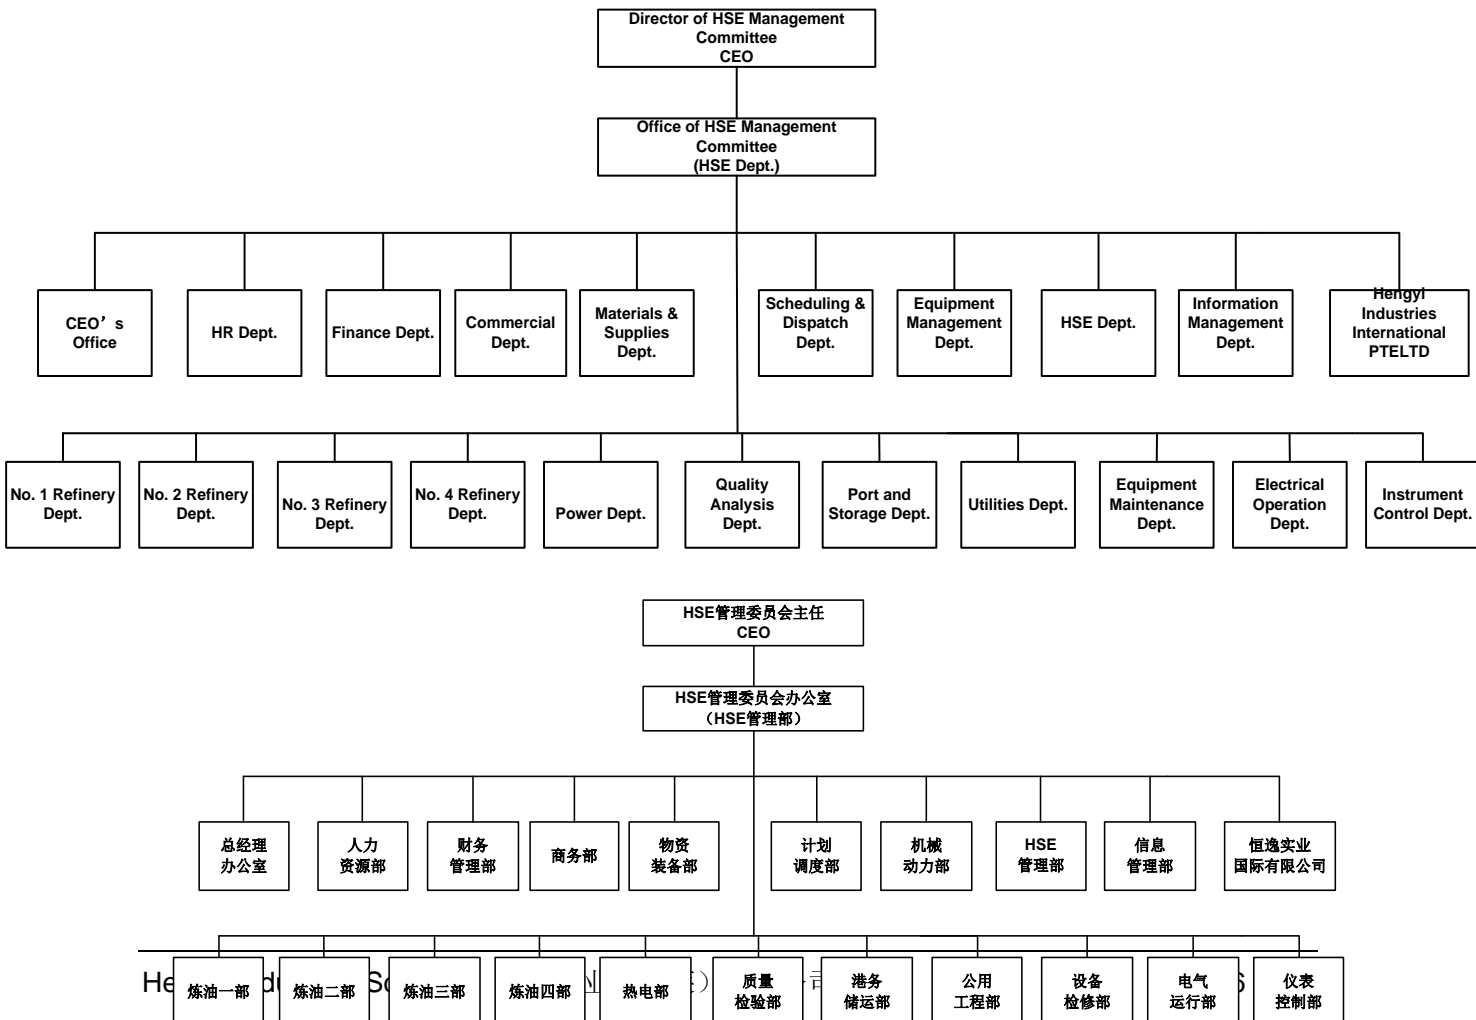 Director of HSE Management
Committee
CEO
Office of HSE Management
Committee
(HSE Dept.)
CEO’s
Office
HR Dept.
Finance Dept.
Commercial
Dept.
Materials &
Supplies
Dept.
Scheduling &
Dispatch
Dept.
Equipment
Management
Dept.
HSE Dept.
Information
Management
Dept.
Hengyi
Industries
International
PTELTD
No. 1 Refinery
Dept.
No. 2 Refinery
Dept.
No. 3 Refinery
Dept.
No. 4 Refinery
Dept.
Power Dept.
Quality
Analysis
Dept.
Port and
Storage Dept.
Utilities Dept.
Equipment
Maintenance
Dept.
Electrical
Operation
Dept.
Instrument
Control Dept.
HSE管理委员会主任
CEO
HSE管理委员会办公室
（HSE管理部）
总经理
办公室
人力
资源部
财务
管理部
商务部
物资
装备部
计划
调度部
机械
动力部
HSE
管理部
信息
管理部
恒逸实业
国际有限公司
炼油一部
炼油二部
炼油三部
炼油四部
热电部
质量
检验部
港务
储运部
公用
工程部
设备
检修部
电气
运行部
仪表
控制部